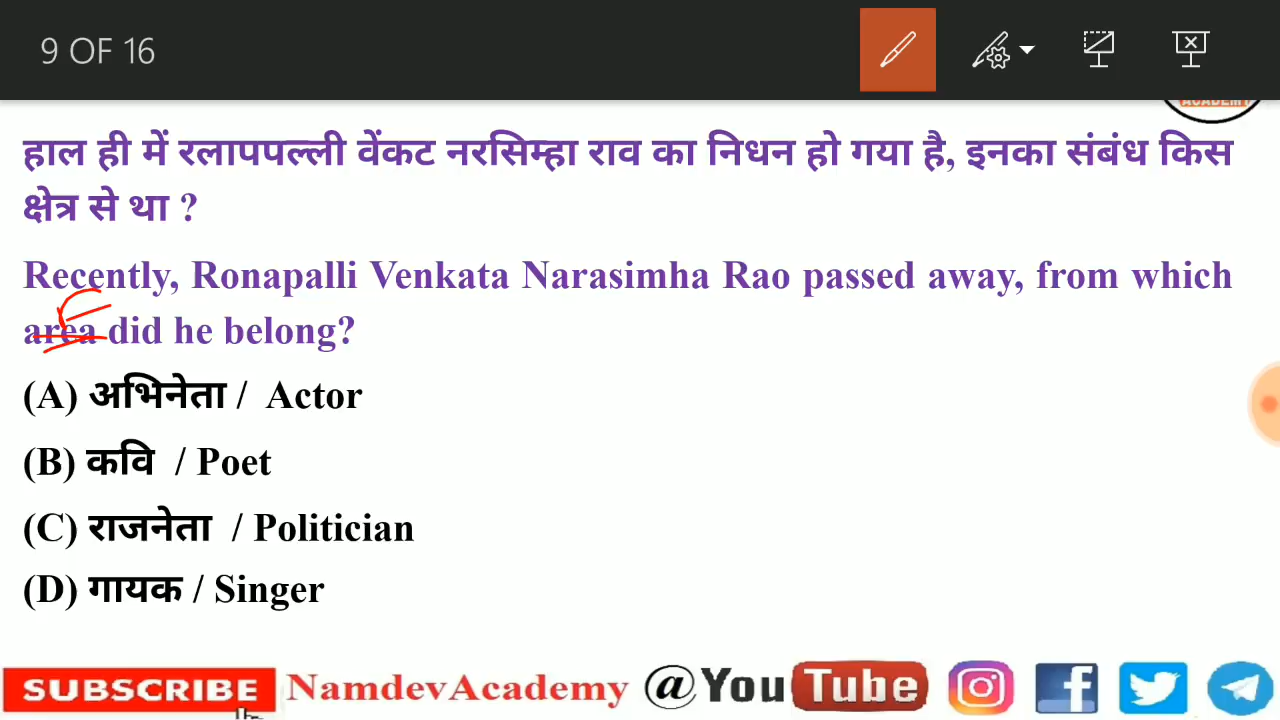 9 OF 16
ACADEMY
हाल ही में रलापपल्ली वेंकट नरसिम्हा राव का निधन हो गया है, इनका संबंध किस
क्षेत्र से था ?
Recently, Ronapalli Venkata Narasimha Rao passed away, from which
area did he belong?
(A) अभिनेता / Actor
(B) कवि / Poet
(C) राजनेता / Politician
(D) गायक / Singer
SUBSCRIBE NamdevAcademy @YouTube